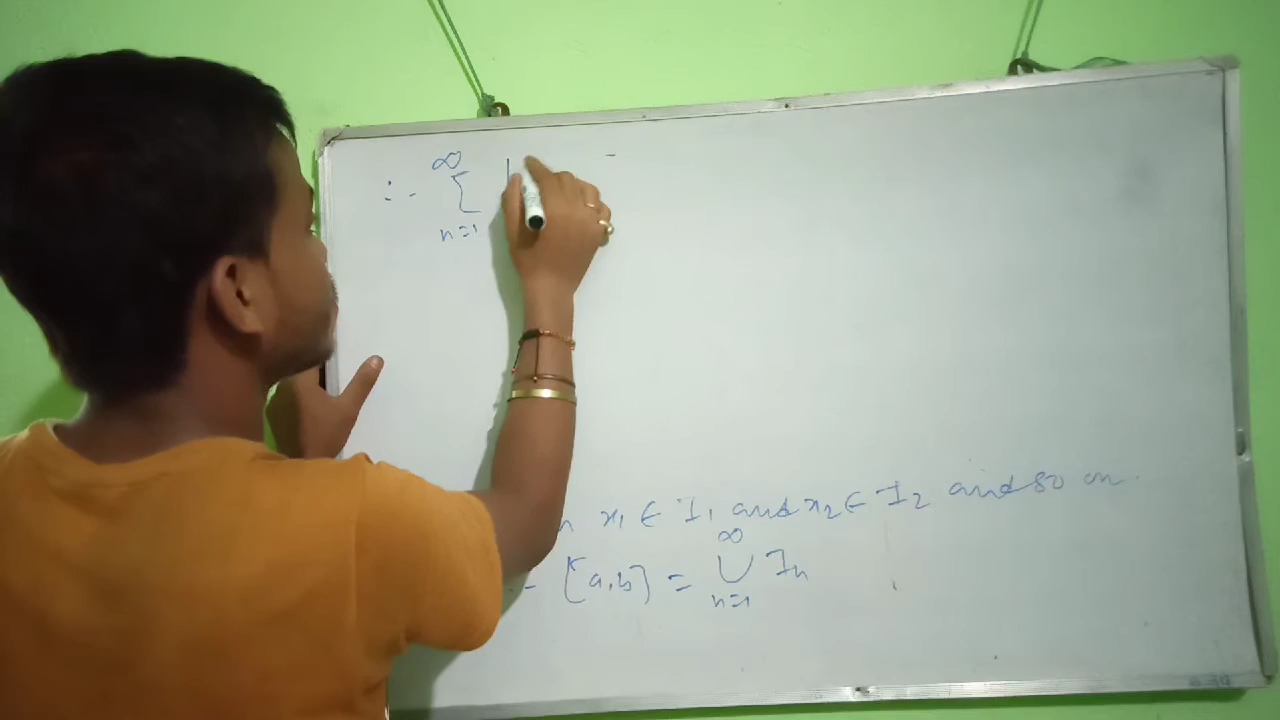 ∴ ∞ Σ n=1 |
x₁ ∈ I₁ and x₂ ∈ I₂ and so on.
= [a,b] = ∞ ∪ n=1 Iₙ